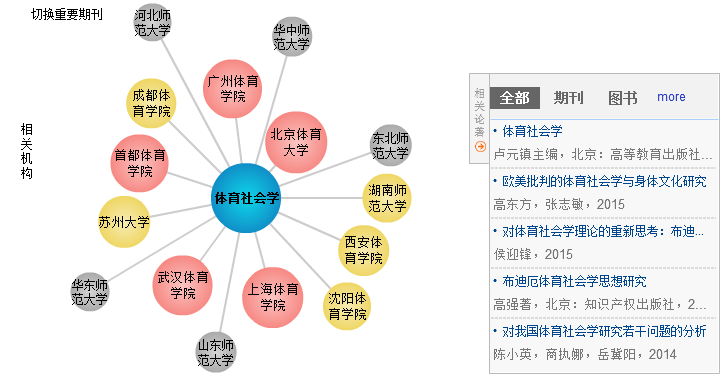 切换重要期刊
河北师
范大学
华中师
范大学
广州体育
学院
成都体
育学院
北京体育
大学
相关机构
东北师
范大学
首都体育
学院
体育社会学
湖南师
范大学
苏州大学
西安体
育学院
华东师
范大学
武汉体育
学院
上海体育
学院
沈阳体
育学院
山东师
范大学
相关论著
全部 期刊 图书 more
• 体育社会学
卢元镇主编，北京：高等教育出版社...
• 欧美批判的体育社会学与身体文化研究
高东方，张志敏，2015
• 对体育社会学理论的重新思考：布迪...
侯迎锋，2015
• 布迪厄体育社会学思想研究
高强著，北京：知识产权出版社，2...
• 对我国体育社会学研究若干问题的分析
陈小英，商执娜，岳冀阳，2014